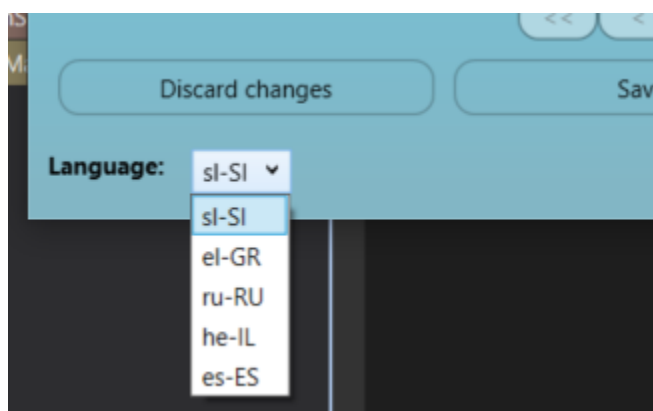 << <
Discard changes
Language: sl-SI
sl-SI
el-GR
ru-RU
he-IL
es-ES